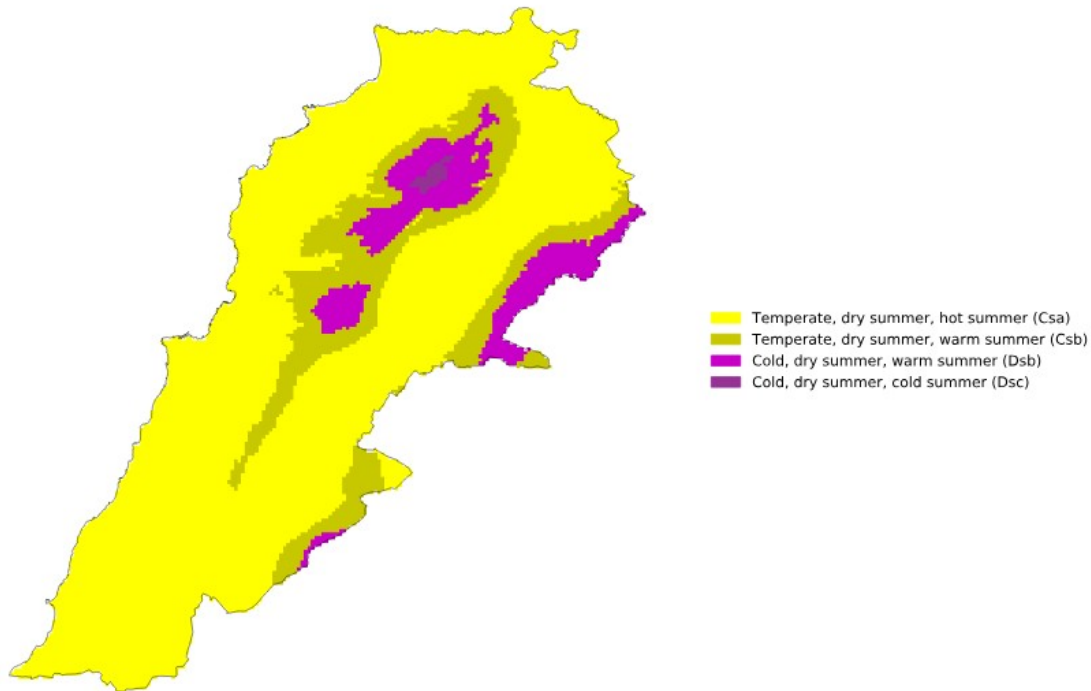 Temperate, dry summer, hot summer (Csa)
Temperate, dry summer, warm summer (Csb)
Cold, dry summer, warm summer (Dsb)
Cold, dry summer, cold summer (Dsc)